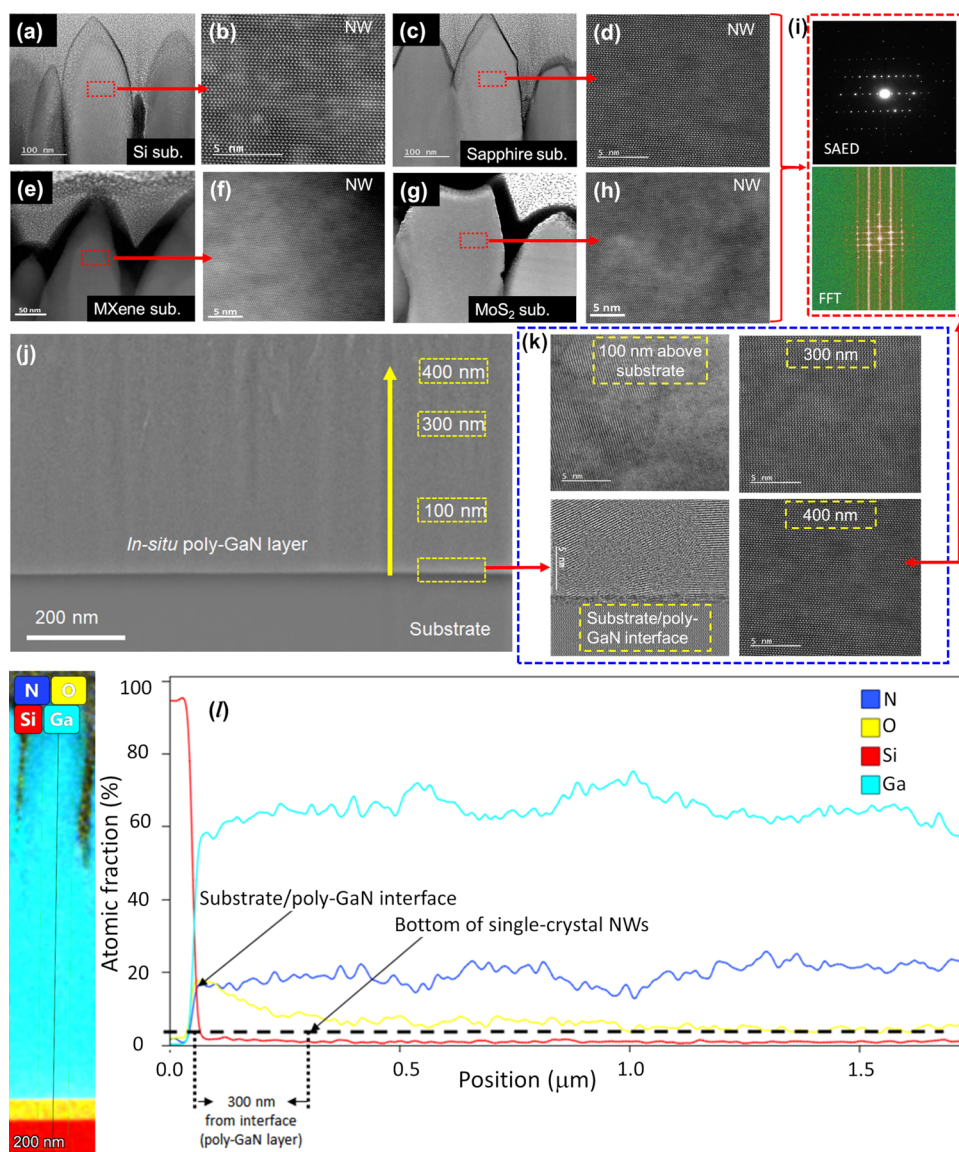 (a)
100 nm
Si sub.
(b)
NW
5 nm
(c)
100 nm
Sapphire sub.
(d)
NW
5 nm
(i)
SAED
FFT
(e)
50 nm
MXene sub.
(f)
NW
5 nm
(g)
MoS₂ sub.
(h)
NW
5 nm
(j)
400 nm
300 nm
100 nm
In-situ poly-GaN layer
200 nm
Substrate
(k)
100 nm above
substrate
5 nm
300 nm
5 nm
5 nm
Substrate/poly-
GaN interface
400 nm
5 nm
N
O
Si
Ga
200 nm
(l)
Atomic fraction (%)
100
80
60
40
20
0
N
O
Si
Ga
Substrate/poly-GaN interface
Bottom of single-crystal NWs
0.0
0.5
1.0
1.5
Position (μm)
300 nm
from interface
(poly-GaN layer)